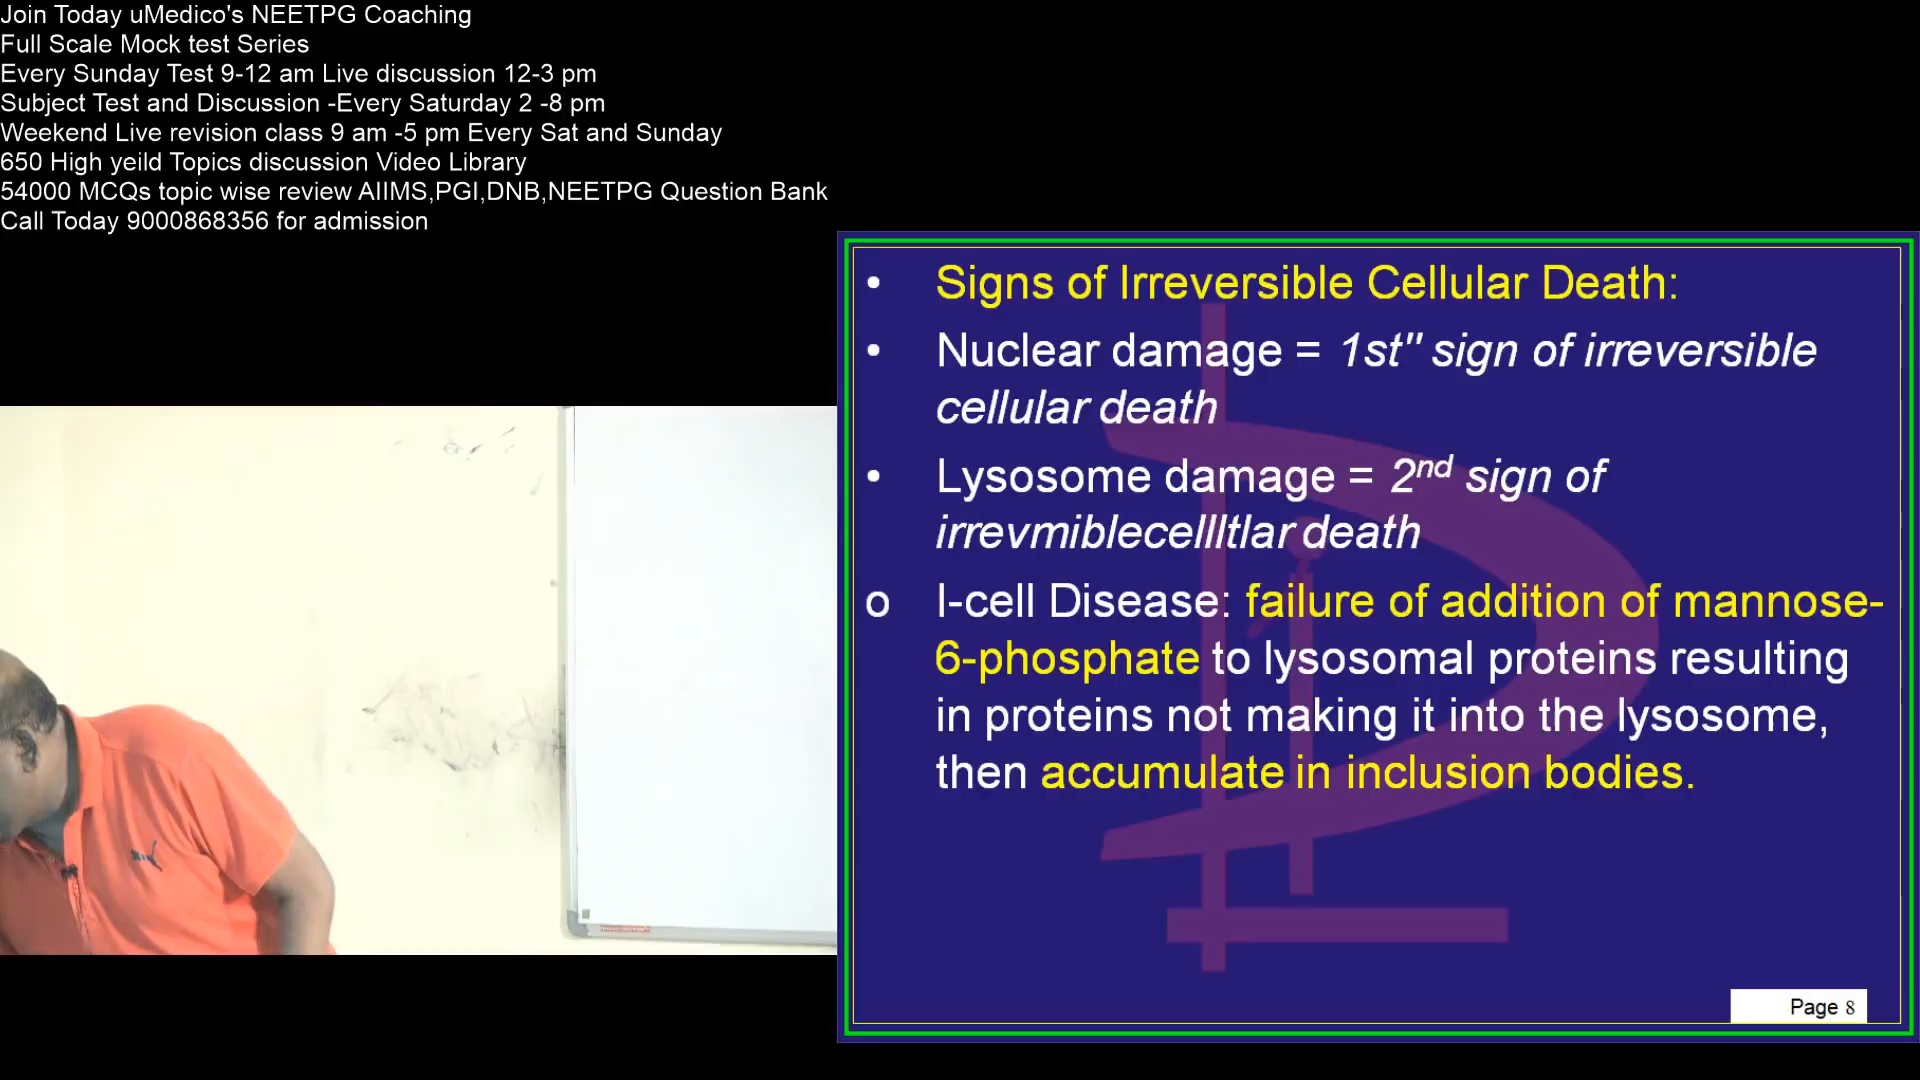 Join Today uMedico's NEETPG Coaching
Full Scale Mock test Series
Every Sunday Test 9-12 am Live discussion 12-3 pm
Subject Test and Discussion -Every Saturday 2 -8 pm
Weekend Live revision class 9 am -5 pm Every Sat and Sunday
650 High yeild Topics discussion Video Library
54000 MCQs topic wise review AIIMS,PGI,DNB,NEETPG Question Bank
Call Today 9000868356 for admission
• Signs of Irreversible Cellular Death:
• Nuclear damage = 1st" sign of irreversible
cellular death
• Lysosome damage = 2nd sign of
irrevmiblecellltlar death
o I-cell Disease: failure of addition of mannose-
6-phosphate to lysosomal proteins resulting
in proteins not making it into the lysosome,
then accumulate in inclusion bodies.
Page 8